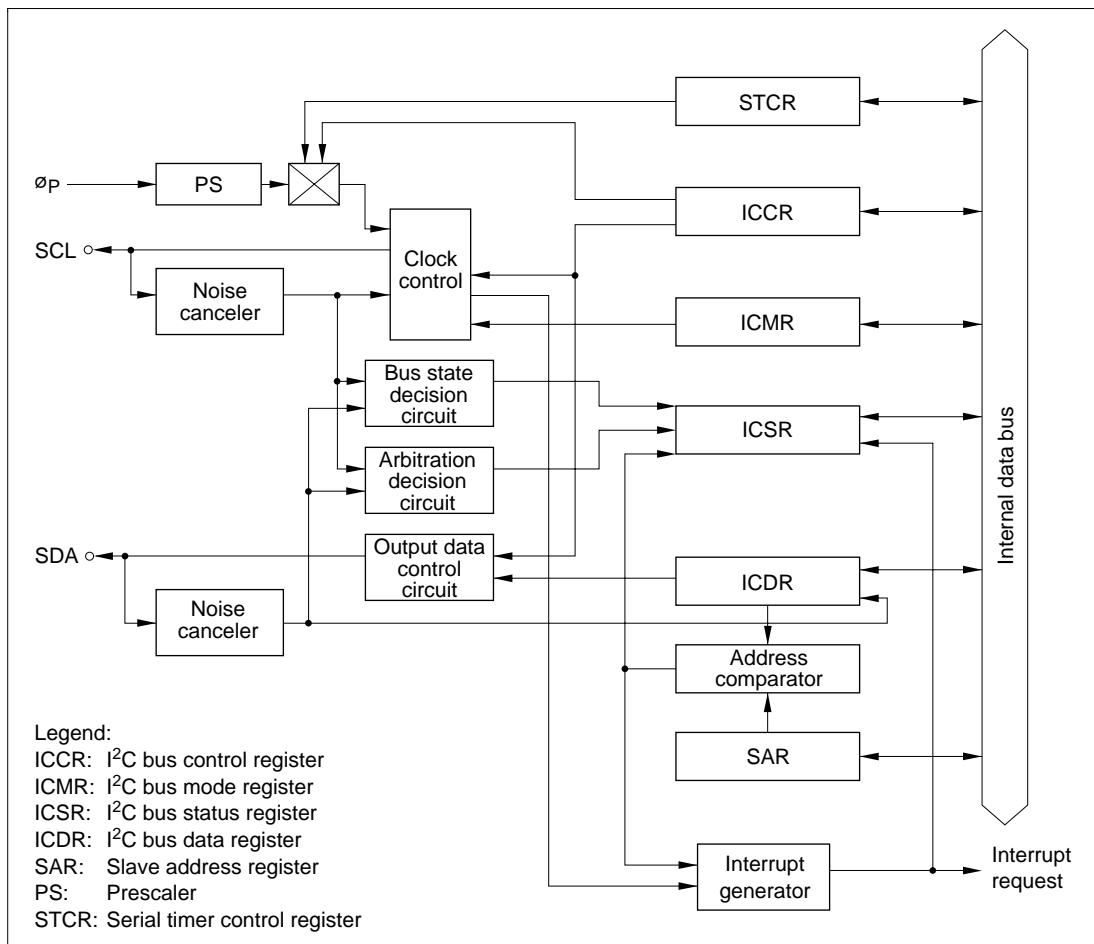 STCR
øP
PS
ICCR
SCL
Clock
control
Noise
canceler
ICMR
Bus state
decision
circuit
ICSR
Arbitration
decision
circuit
Internal data bus
SDA
Output data
control
circuit
ICDR
Noise
canceler
Address
comparator
SAR
Legend:
ICCR: I²C bus control register
ICMR: I²C bus mode register
ICSR: I²C bus status register
ICDR: I²C bus data register
SAR: Slave address register
PS: Prescaler
STCR: Serial timer control register
Interrupt
generator
Interrupt
request